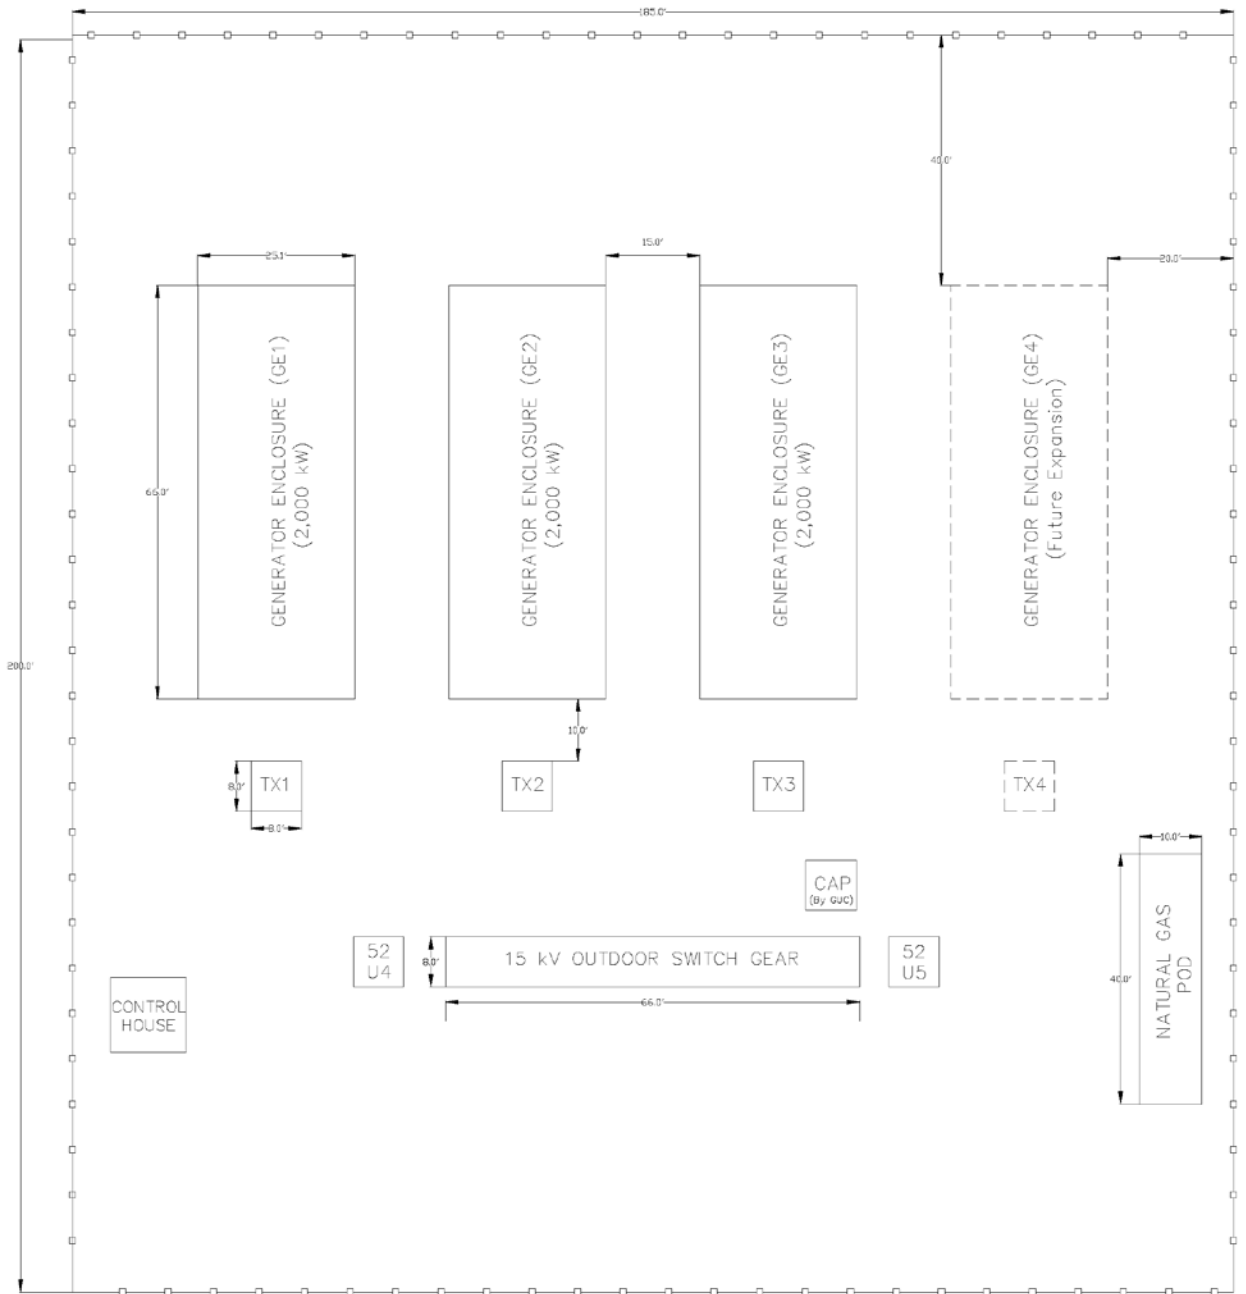 185.0'
40.0'
25.1'
15.0'
20.0'
GENERATOR ENCLOSURE (GE1)
(2,000 kW)
GENERATOR ENCLOSURE (GE2)
(2,000 kW)
GENERATOR ENCLOSURE (GE3)
(2,000 kW)
GENERATOR ENCLOSURE (GE4)
(Future Expansion)
66.0'
200.0'
10.0'
8.0'
TX1
TX2
TX3
TX4
8.0'
10.0'
CAP
(By GUC)
52
U4
8.0'
15 kV OUTDOOR SWITCH GEAR
52
U5
40.0'
NATURAL GAS
POD
66.0'
CONTROL
HOUSE